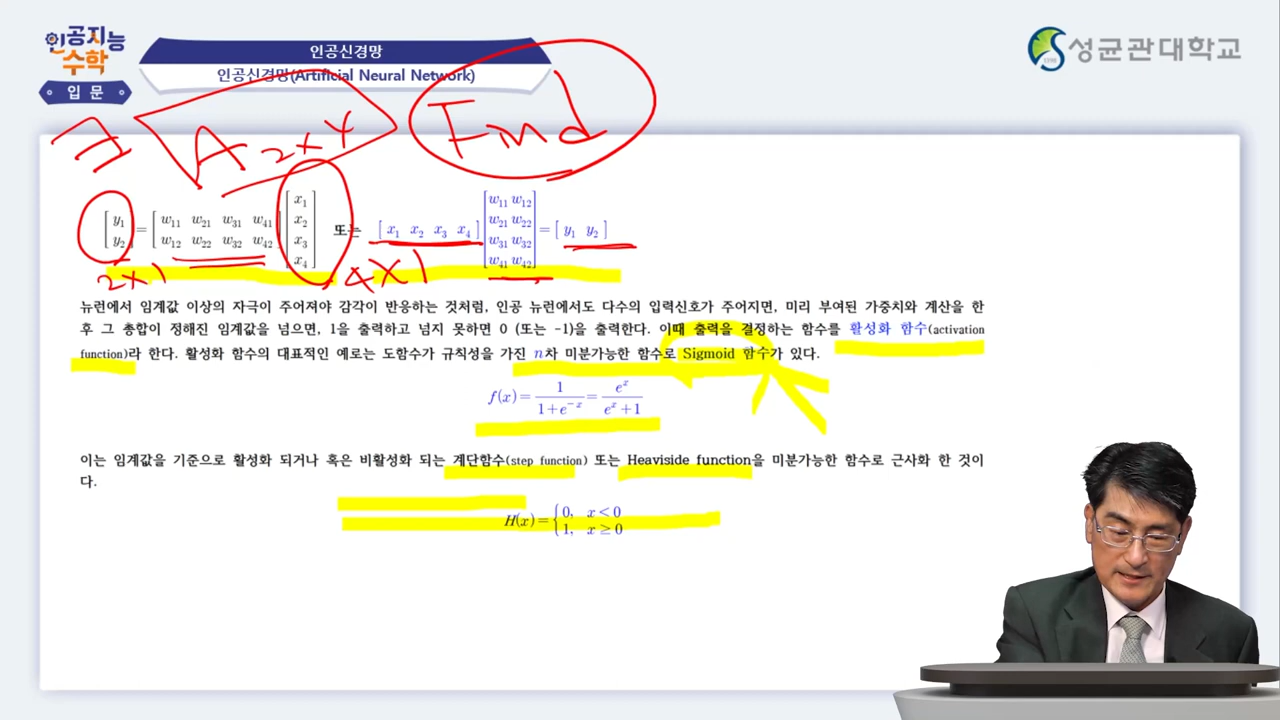 인공지능
수학
입문
인공신경망
인공신경망(Artificial Neural Network)
성균관대학교
∃ A 2×4 Find
[y₁ y₂] = [w₁₁ w₂₁ w₃₁ w₄₁
w₁₂ w₂₂ w₃₂ w₄₂] [x₁ x₂ x₃ x₄] 또는 [x₁ x₂ x₃ x₄] [w₁₁ w₁₂
w₂₁ w₂₂
w₃₁ w₃₂
w₄₁ w₄₂] = [y₁ y₂]
2×1 4×1
뉴런에서 임계값 이상의 자극이 주어져야 감각이 반응하는 것처럼, 인공 뉴런에서도 다수의 입력신호가 주어지면, 미리 부여된 가중치와 계산을 한
후 그 총합이 정해진 임계값을 넘으면, 1을 출력하고 넘지 못하면 0 (또는 -1)을 출력한다. 이때 출력을 결정하는 함수를 활성화 함수(activation
function)라 한다. 활성화 함수의 대표적인 예로는 도함수가 규칙성을 가진 n차 미분가능한 함수로 Sigmoid 함수가 있다.
f(x) = 1/(1+e^{-x}) = e^x/(e^x+1)
이는 임계값을 기준으로 활성화 되거나 혹은 비활성화 되는 계단함수(step function) 또는 Heaviside function을 미분가능한 함수로 근사화 한 것이
다.
H(x) = { 0, x < 0
1, x ≥ 0